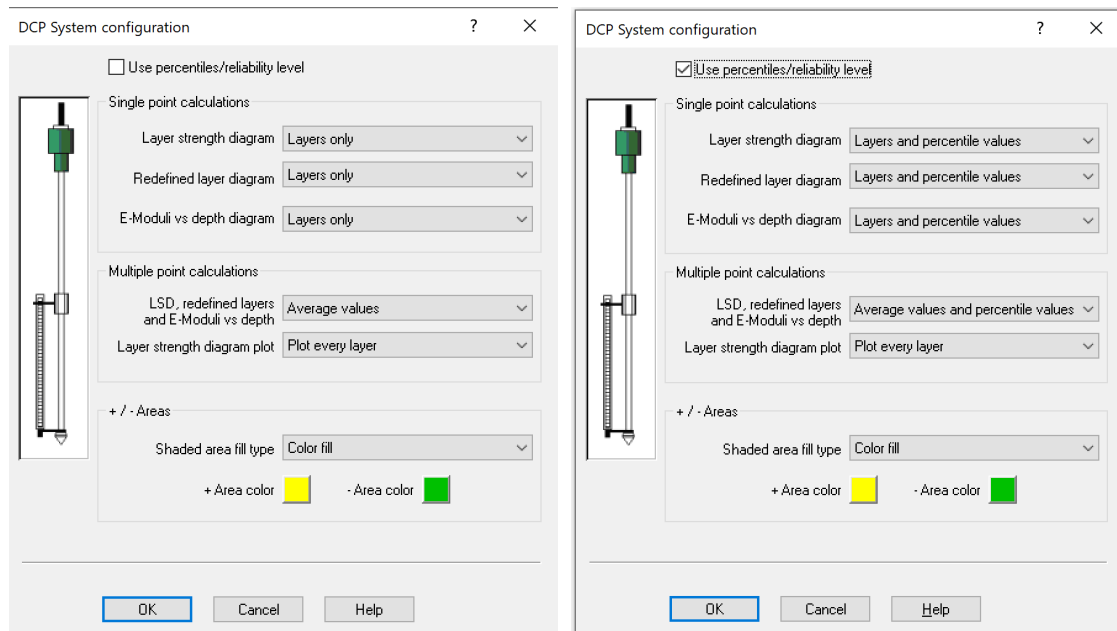 DCP System configuration
?
Use percentiles/reliability level
Single point calculations
Layer strength diagram
Layers only
Redefined layer diagram
Layers only
E-Moduli vs depth diagram
Layers only
Multiple point calculations
LSD, redefined layers
and E-Moduli vs depth
Average values
Layer strength diagram plot
Plot every layer
+ / - Areas
Shaded area fill type
Color fill
+ Area color
- Area color
OK
Cancel
Help
DCP System configuration
?
Use percentiles/reliability level
Single point calculations
Layer strength diagram
Layers and percentile values
Redefined layer diagram
Layers and percentile values
E-Moduli vs depth diagram
Layers and percentile values
Multiple point calculations
LSD, redefined layers
and E-Moduli vs depth
Average values and percentile values
Layer strength diagram plot
Plot every layer
+ / - Areas
Shaded area fill type
Color fill
+ Area color
- Area color
OK
Cancel
Help